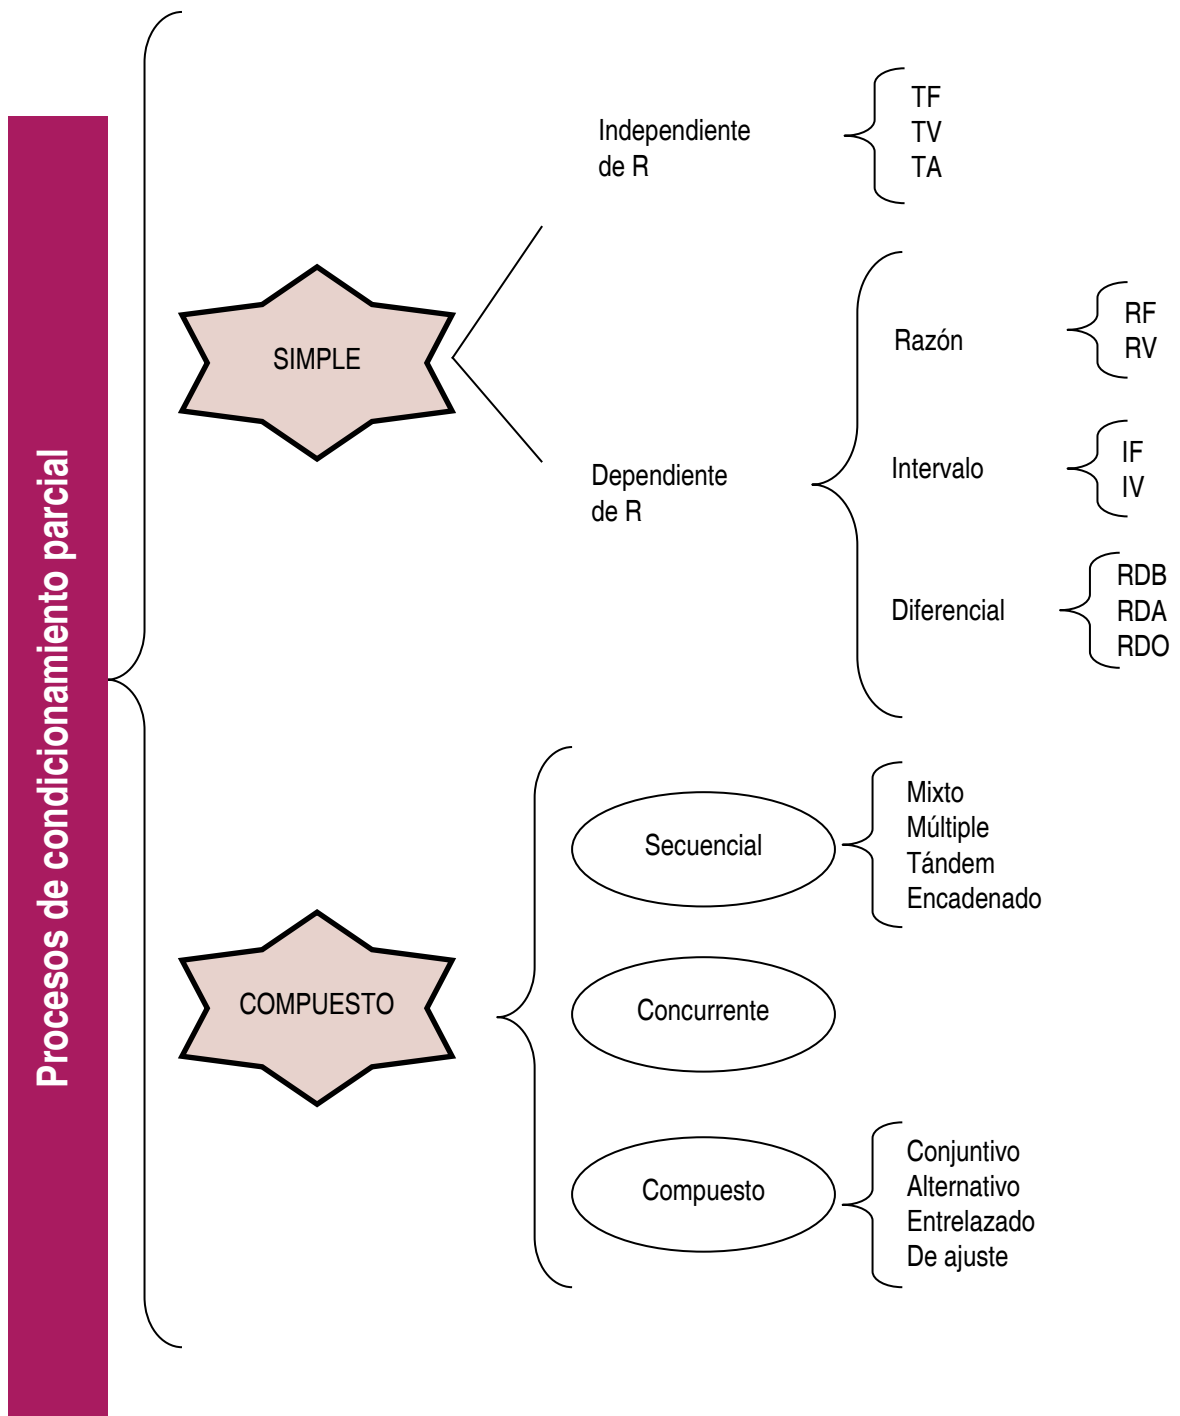 Procesos de condicionamiento parcial
SIMPLE
Independiente
de R
TF
TV
TA
Dependiente
de R
Razón
RF
RV
Intervalo
IF
IV
Diferencial
RDB
RDA
RDO
COMPUESTO
Secuencial
Mixto
Múltiple
Tándem
Encadenado
Concurrente
Compuesto
Conjuntivo
Alternativo
Entrelazado
De ajuste